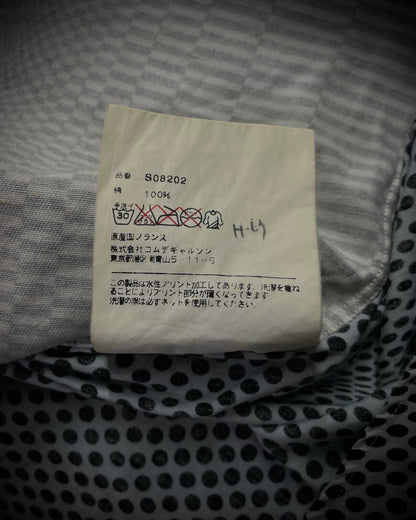 品番 S08202
綿 100%
手洗 30
原産国フランス
株式会社コムデギャルソン
東京都港区南青山5-11-5
この製品は水性プリント加工してあります。洗濯を重ね
ることによりプリント部分が薄くなってきます。
洗濯の際は必ずネットを使用してください。